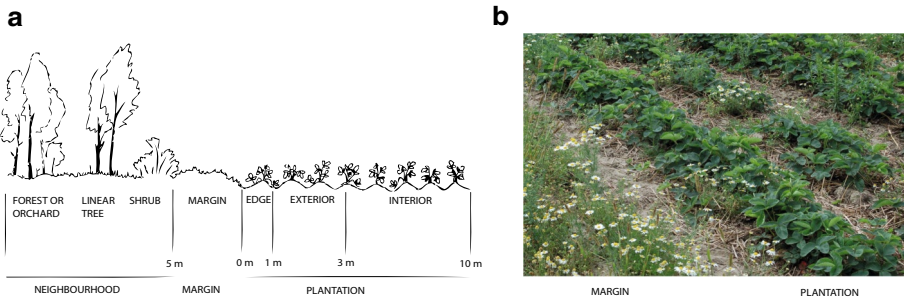 a
b
FOREST OR LINEAR SHRUB MARGIN EDGE EXTERIOR INTERIOR
ORCHARD TREE
5 m 0 m 1 m 3 m 10 m
NEIGHBOURHOOD MARGIN PLANTATION
MARGIN PLANTATION